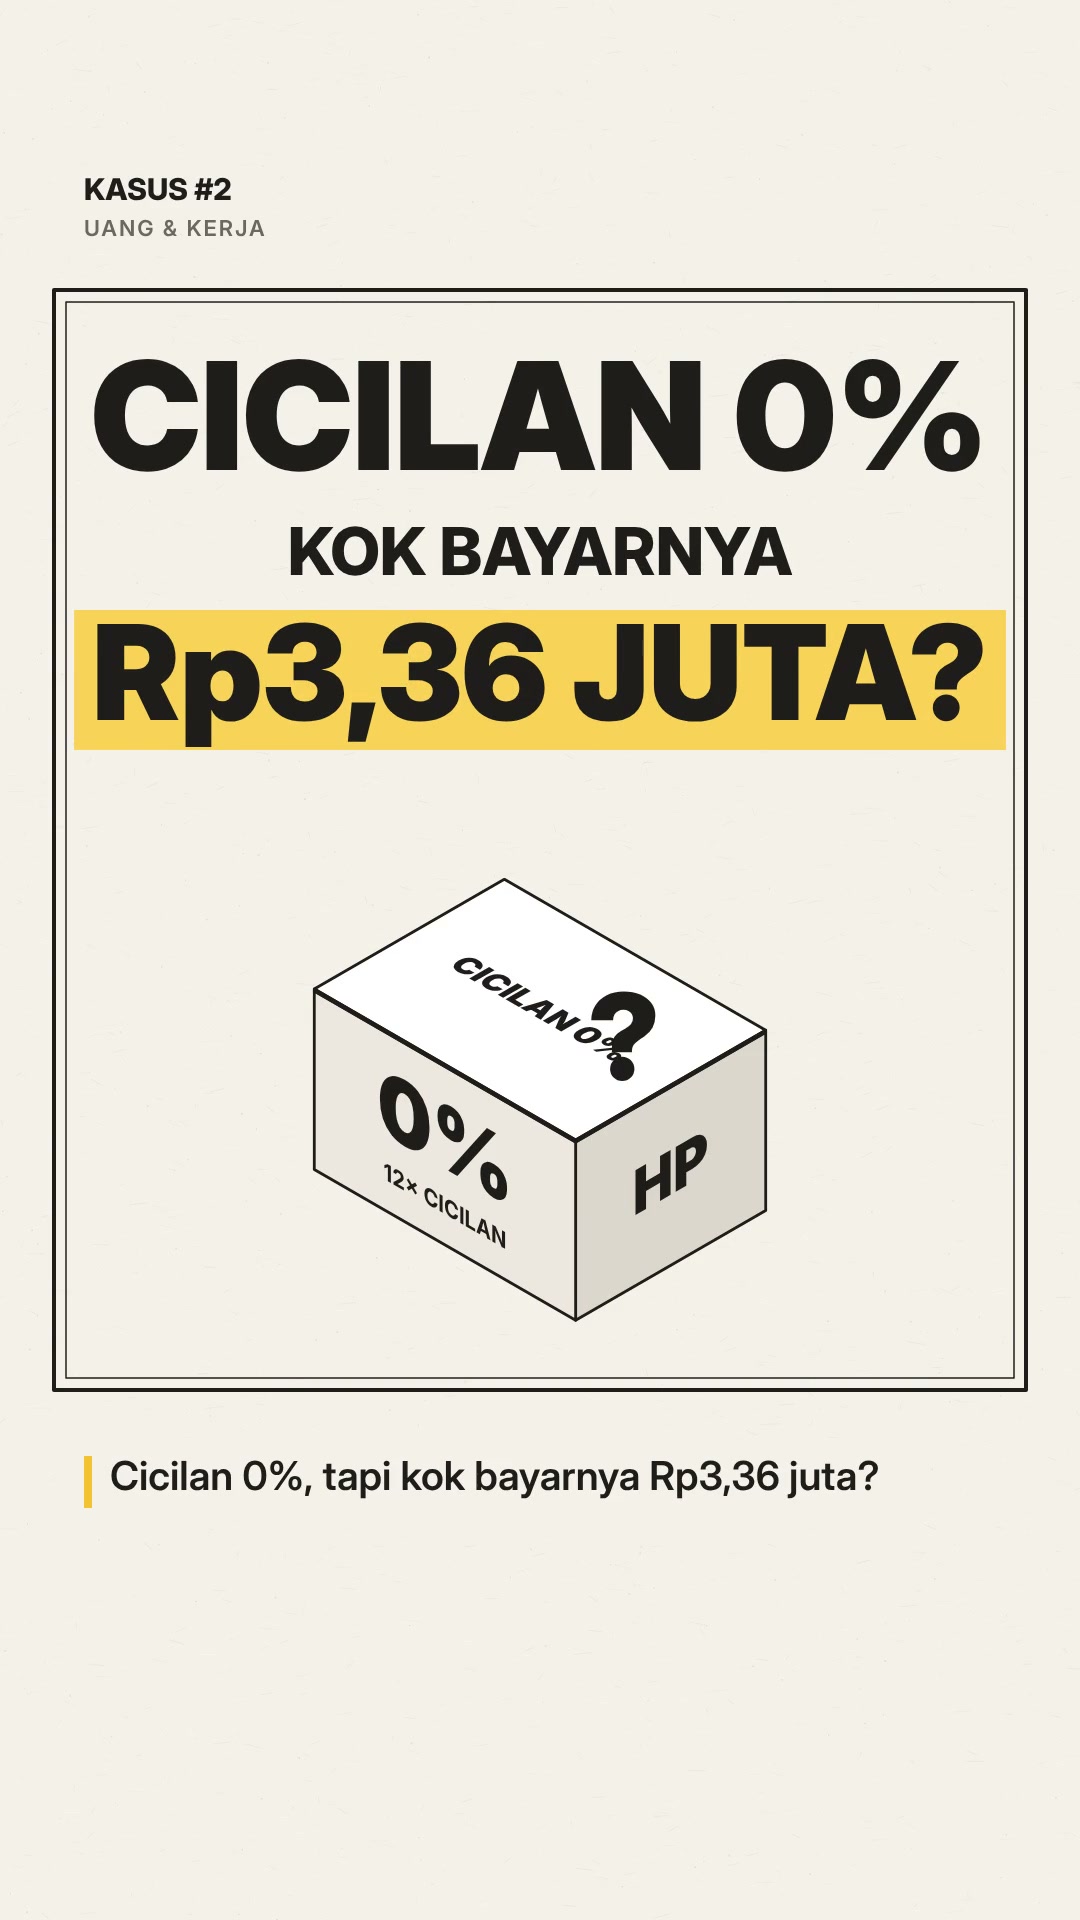 KASUS #2
UANG & KERJA
CICILAN 0%
KOK BAYARNYA
Rp3,36 JUTA?
CICILAN 0%
?
0%
12× CICILAN
HP
Cicilan 0%, tapi kok bayarnya Rp3,36 juta?